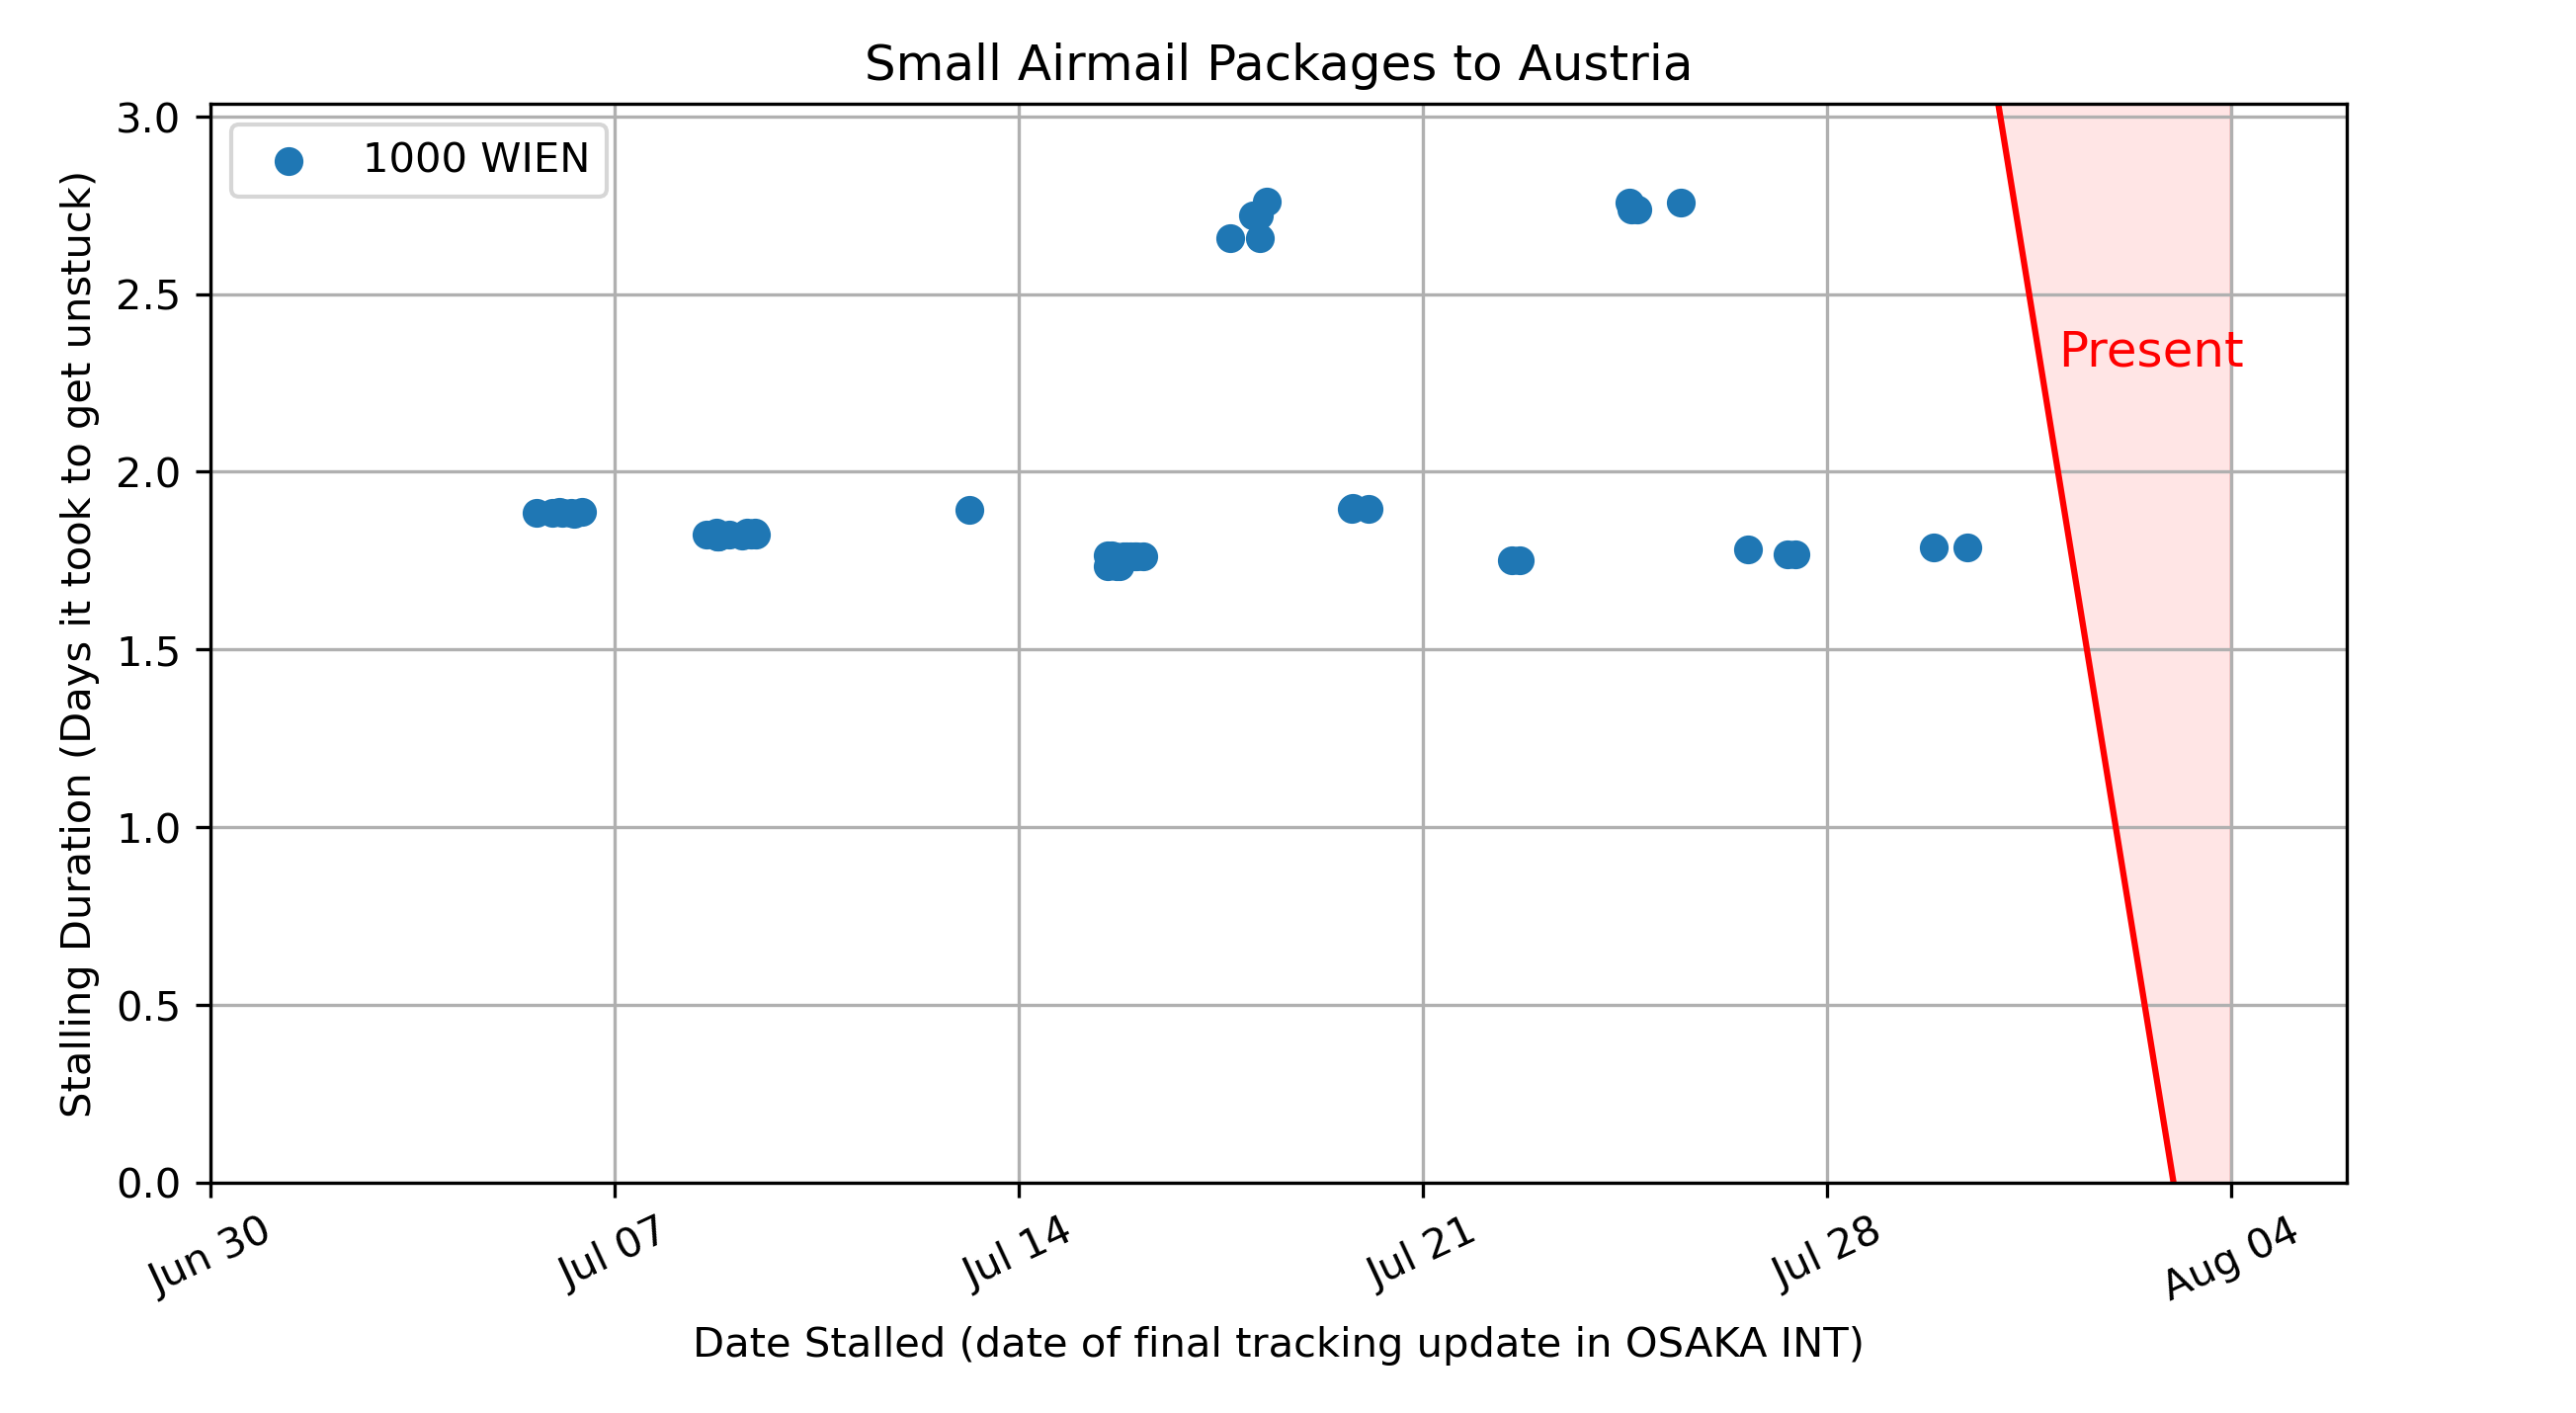 Small Airmail Packages to Austria
1000 WIEN
Present
Stalling Duration (Days it took to get unstuck)
3.0
2.5
2.0
1.5
1.0
0.5
0.0
Jun 30
Jul 07
Jul 14
Jul 21
Jul 28
Aug 04
Date Stalled (date of final tracking update in OSAKA INT)